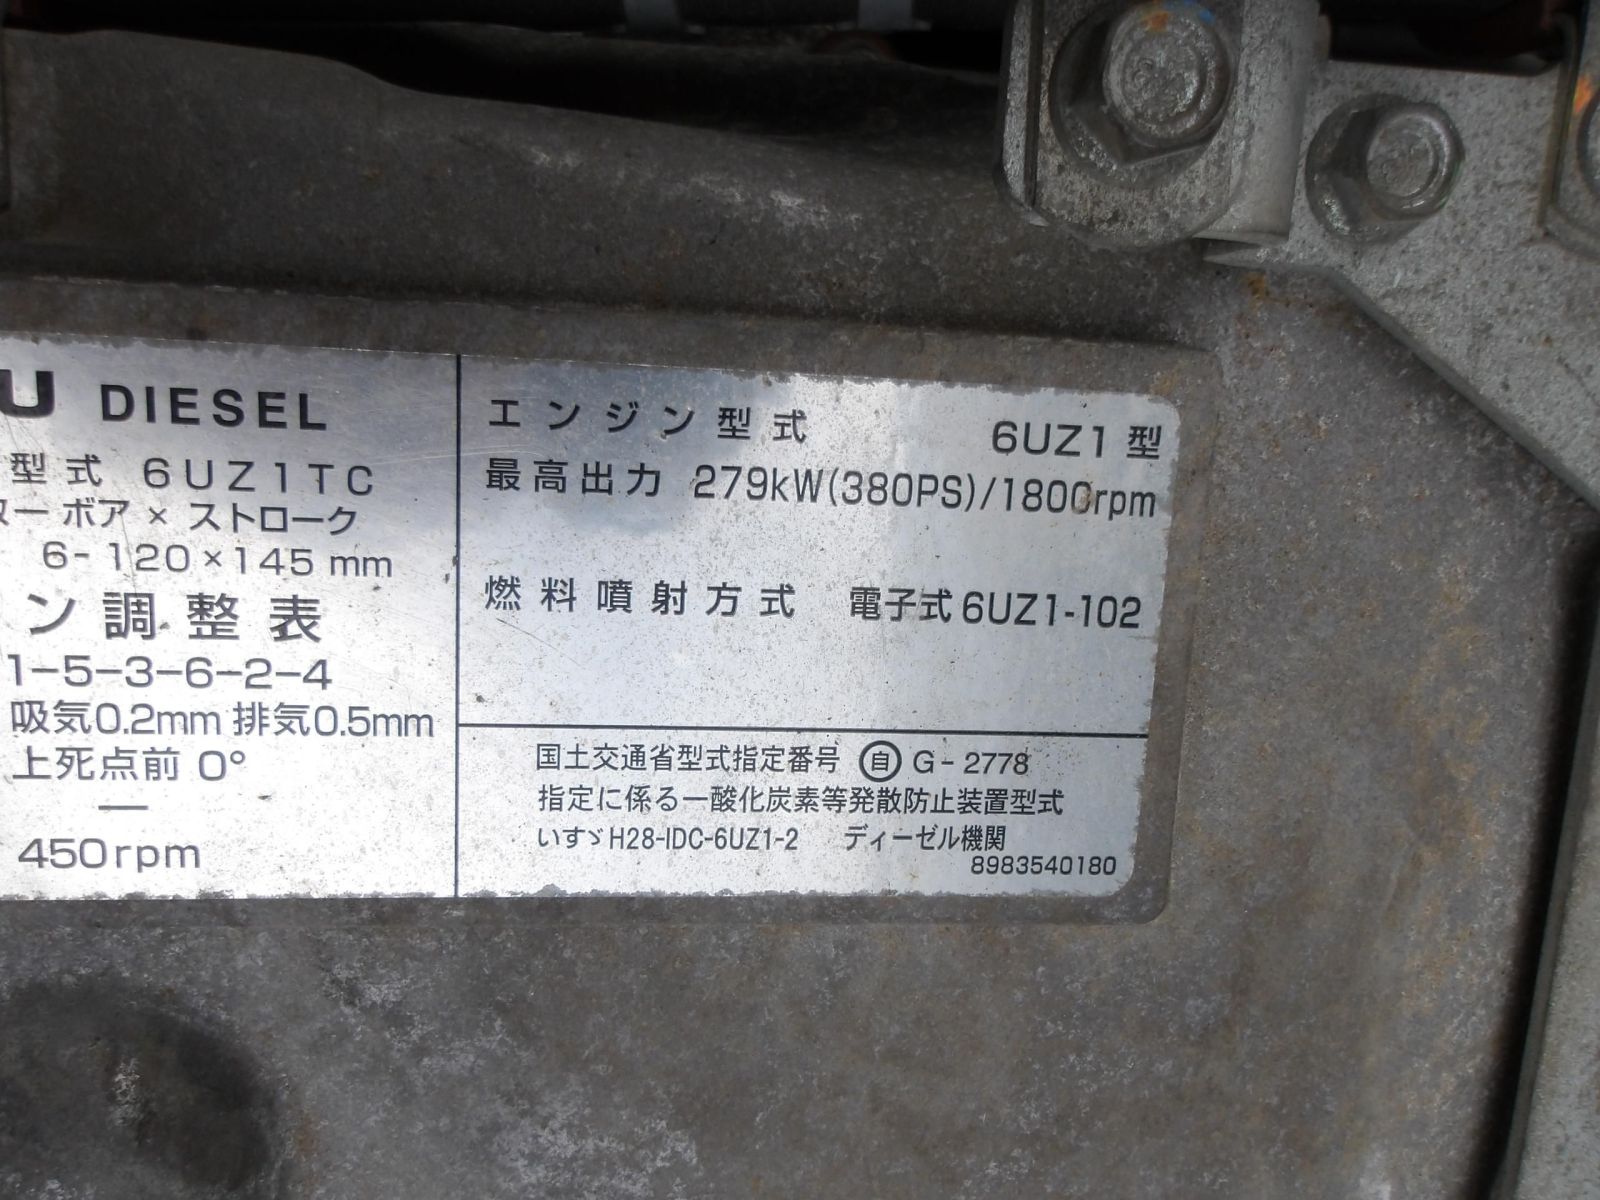 U DIESEL
型式 6UZ1TC
ボア × ストローク
6-120×145 mm
ン調整表
1-5-3-6-2-4
吸気0.2mm 排気0.5mm
上死点前 0°
—
450rpm
エンジン型式 6UZ1型
最高出力 279kW(380PS)/1800rpm
燃料噴射方式 電子式6UZ1-102
国土交通省型式指定番号 自 G-2778
指定に係る一酸化炭素等発散防止装置型式
いすゞH28-IDC-6UZ1-2 ディーゼル機関
8983540180